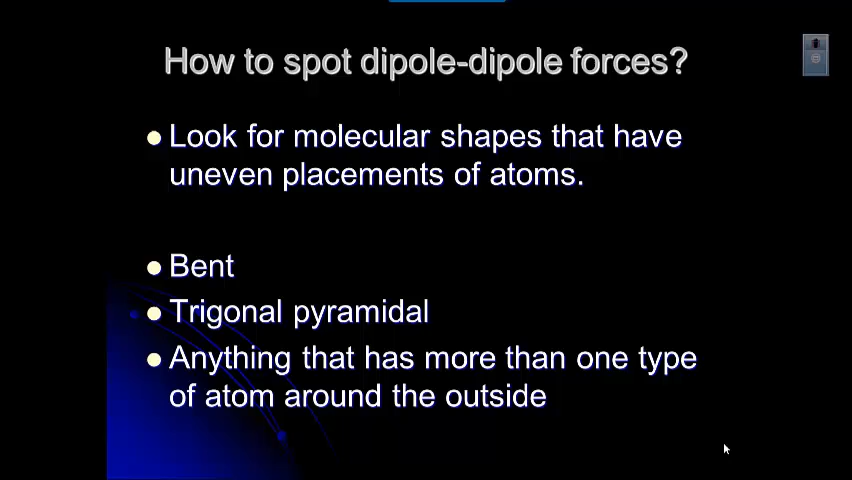 How to spot dipole-dipole forces?
Look for molecular shapes that have
uneven placements of atoms.
Bent
Trigonal pyramidal
Anything that has more than one type
of atom around the outside